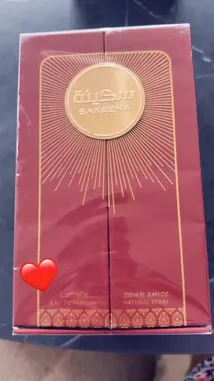 سكينة
SAKEENA
Lattafa
EAU DE PARFUM
100ml℮ 3.4FL.OZ
NATURAL SPRAY